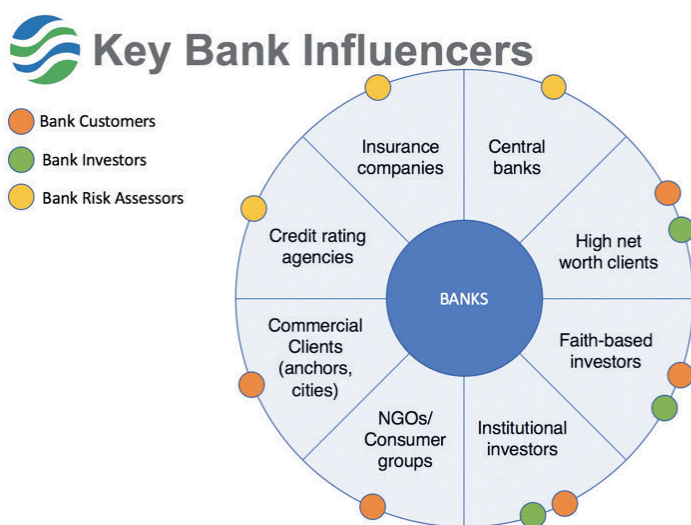 Key Bank Influencers
Bank Customers
Bank Investors
Bank Risk Assessors
Insurance
companies
Central
banks
Credit rating
agencies
High net
worth clients
BANKS
Commercial
Clients
(anchors,
cities)
Faith-based
investors
NGOs/
Consumer
groups
Institutional
investors